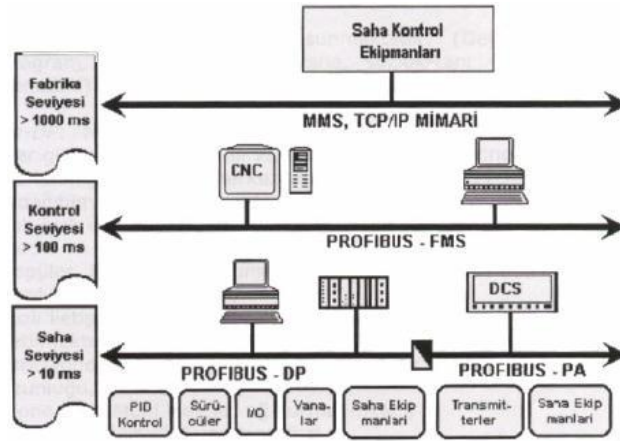 Saha Kontrol
Ekipmanları
Fabrika
Seviyesi
> 1000 ms
MMS, TCP/IP MİMARİ
CNC
Kontrol
Seviyesi
> 100 ms
PROFIBUS - FMS
DCS
Saha
Seviyesi
> 10 ms
PROFIBUS - DP
PROFIBUS - PA
PID
Kontrol
Sürü-
cüler
I/O
Vana-
lar
Saha Ekip
manlari
Transmit-
terler
Saha Ekip
manlari